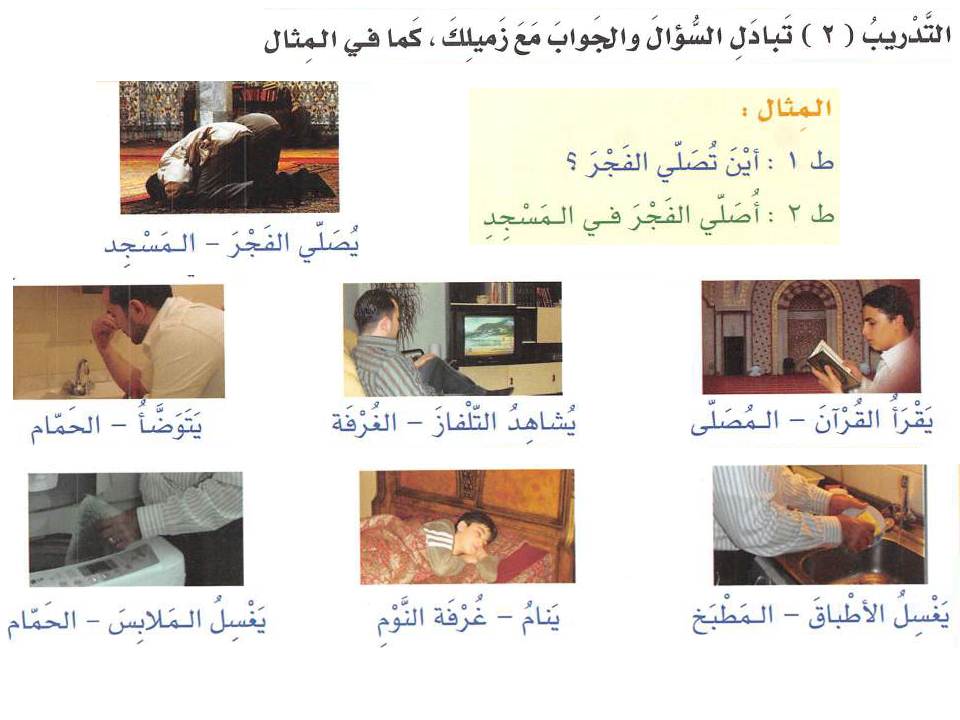 التَّدْريبُ ( ٢ ) تَبادَلِ السُّؤالَ والجَوابَ مَعَ زَميلِكَ ، كَما في المِثال
المِثال :
ط ١ : أيْنَ تُصَلّي الفَجْرَ ؟
ط ٢ : أُصَلّي الفَجْرَ في المَسْجِدِ
يُصَلّي الفَجْرَ – المَسْجِد
يَقْرَأُ القُرْآنَ – المُصَلّى
يُشاهِدُ التِّلْفازَ – الغُرْفَة
يَتَوَضَّأُ – الحَمّام
يَغْسِلُ الأطْباقَ – المَطْبَخ
يَنامُ – غُرْفَة النَّوْمِ
يَغْسِلُ المَلابِسَ – الحَمّام